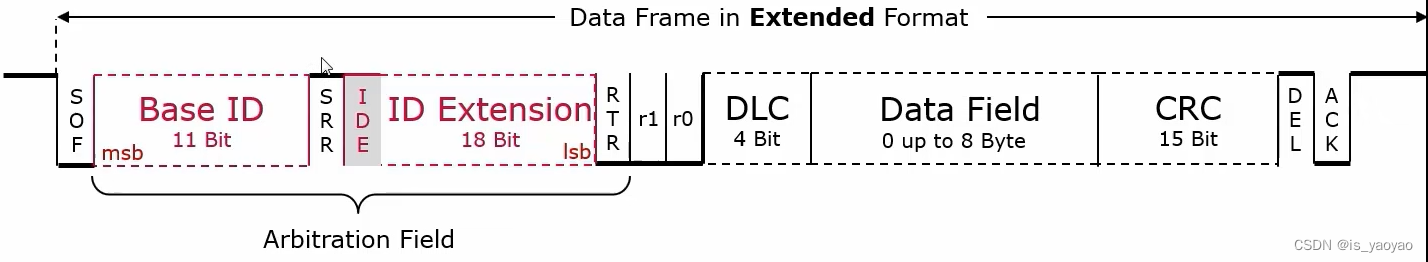 Data Frame in Extended Format
SOF
Base ID
11 Bit
msb
SRR
IDE
ID Extension
18 Bit
lsb
RTR
r1
r0
DLC
4 Bit
Data Field
0 up to 8 Byte
CRC
15 Bit
DEL
ACK
Arbitration Field
CSDN @is_yaoyao